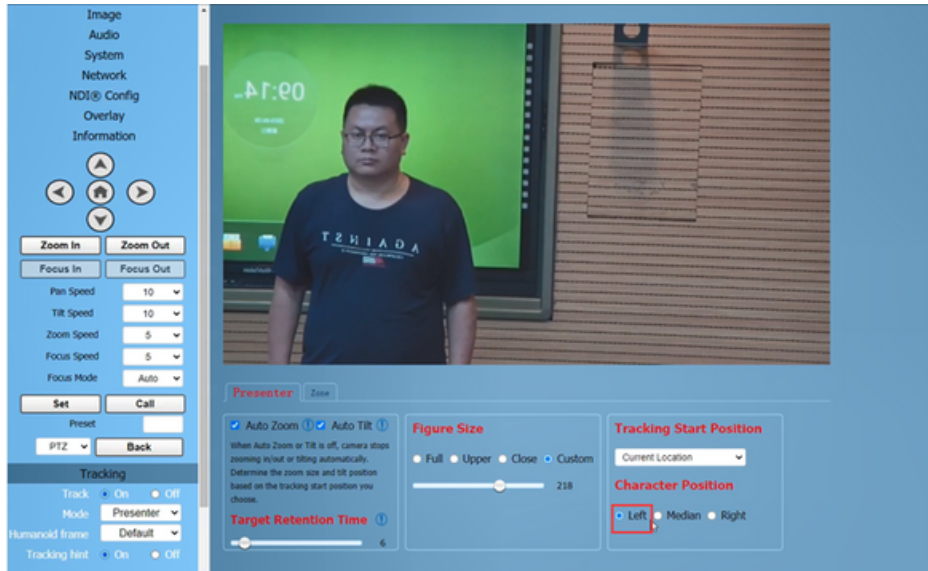 Image
Audio
System
Network
NDI® Config
Overlay
Information
Zoom In Zoom Out
Focus In Focus Out
Pan Speed 10
Tilt Speed 10
Zoom Speed 5
Focus Speed 5
Focus Mode Auto
Set Call
Preset
PTZ Back
Tracking
Track On Off
Mode Presenter
Humanoid frame Default
Tracking hint On Off
09:14
AGAINST
Presenter Zone
Auto Zoom Auto Tilt
When Auto Zoom or Tilt is off, camera stops
zooming in/out or tilting automatically.
Determine the zoom size and tilt position
based on the tracking start position you
choose.
Target Retention Time
6
Figure Size
Full Upper Close Custom
218
Tracking Start Position
Current Location
Character Position
Left Median Right